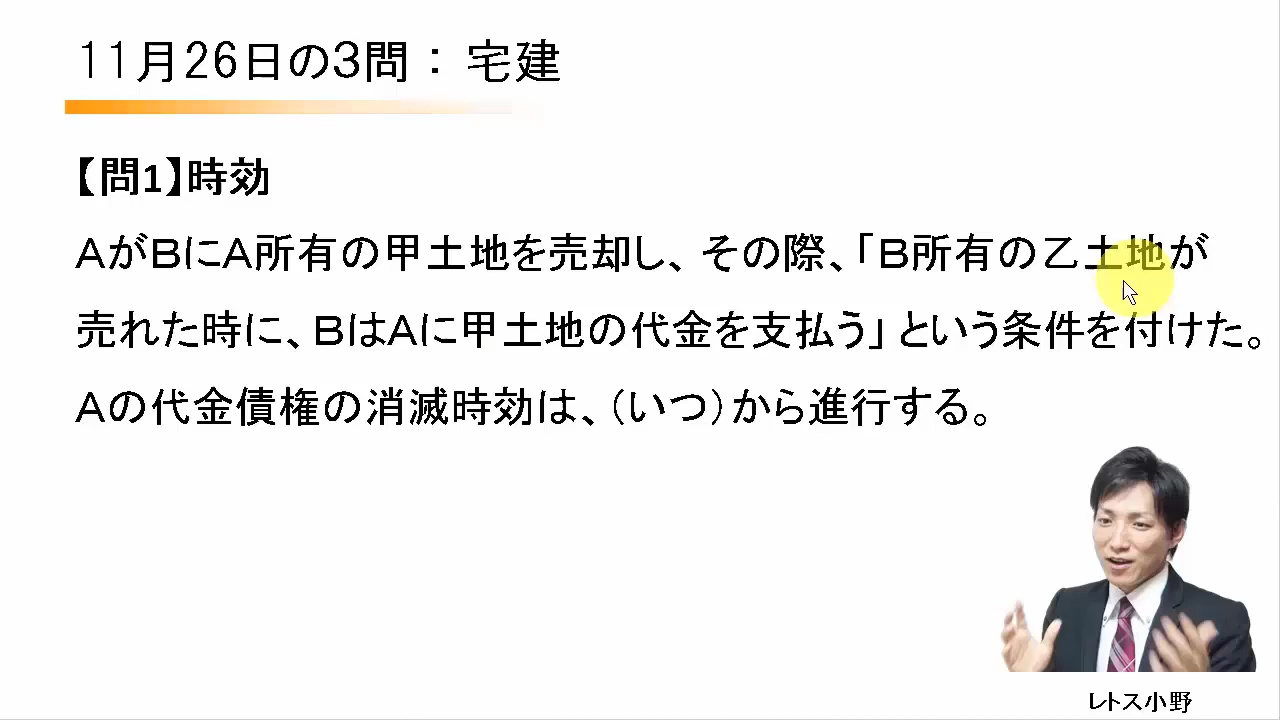 11月26日の3問： 宅建
【問1】時効
AがBにA所有の甲土地を売却し、その際、「B所有の乙土地が
売れた時に、BはAに甲土地の代金を支払う」という条件を付けた。
Aの代金債権の消滅時効は、（いつ）から進行する。
レトス小野